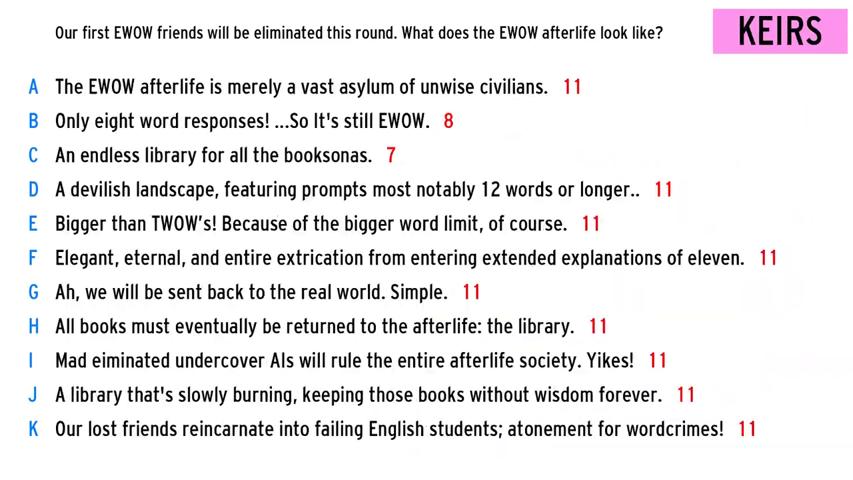 Our first EWOW friends will be eliminated this round. What does the EWOW afterlife look like?
KEIRS
A The EWOW afterlife is merely a vast asylum of unwise civilians. 11
B Only eight word responses! ...So It's still EWOW. 8
C An endless library for all the booksonas. 7
D A devilish landscape, featuring prompts most notably 12 words or longer.. 11
E Bigger than TWOW's! Because of the bigger word limit, of course. 11
F Elegant, eternal, and entire extrication from entering extended explanations of eleven. 11
G Ah, we will be sent back to the real world. Simple. 11
H All books must eventually be returned to the afterlife: the library. 11
I Mad eiminated undercover AIs will rule the entire afterlife society. Yikes! 11
J A library that's slowly burning, keeping those books without wisdom forever. 11
K Our lost friends reincarnate into failing English students; atonement for wordcrimes! 11